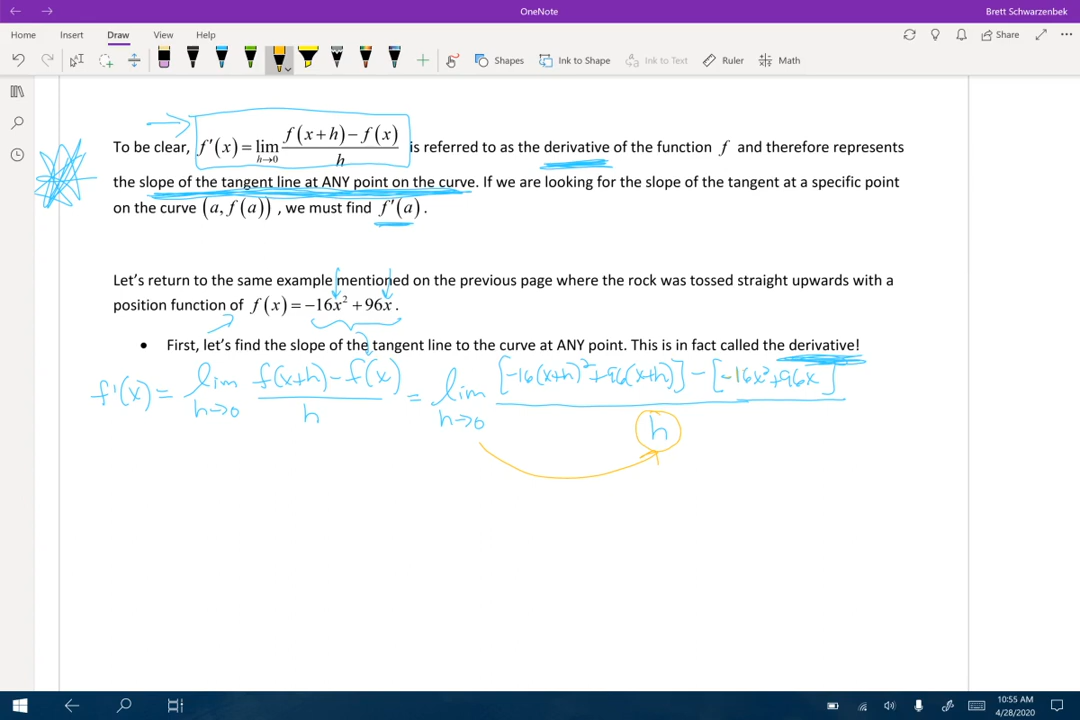 OneNote
Brett Schwarzenbek
Home Insert Draw View Help
Share
Shapes Ink to Shape Ink to Text Ruler Math
To be clear, f'(x) = lim h→0 (f(x+h) − f(x))/h is referred to as the derivative of the function f and therefore represents
the slope of the tangent line at ANY point on the curve. If we are looking for the slope of the tangent at a specific point
on the curve (a, f(a)), we must find f'(a).
Let's return to the same example mentioned on the previous page where the rock was tossed straight upwards with a
position function of f(x) = −16x² + 96x.
• First, let's find the slope of the tangent line to the curve at ANY point. This is in fact called the derivative!
f'(x) = lim h→0 (f(x+h) − f(x))/h = lim h→0 ([-16(x+h)² + 96(x+h)] − [-16x² + 96x])/h
10:55 AM
4/28/2020